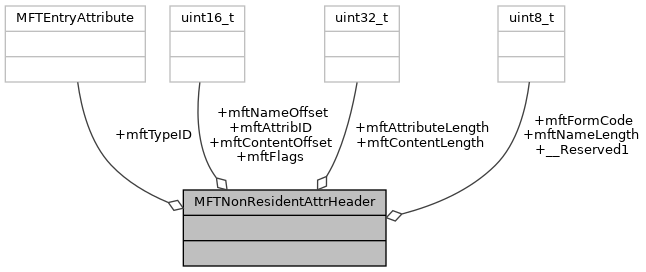 MFTEntryAttribute
uint16_t
uint32_t
uint8_t
+mftTypeID
+mftNameOffset
+mftAttribID
+mftContentOffset
+mftFlags
+mftAttributeLength
+mftContentLength
+mftFormCode
+mftNameLength
+__Reserved1
MFTNonResidentAttrHeader